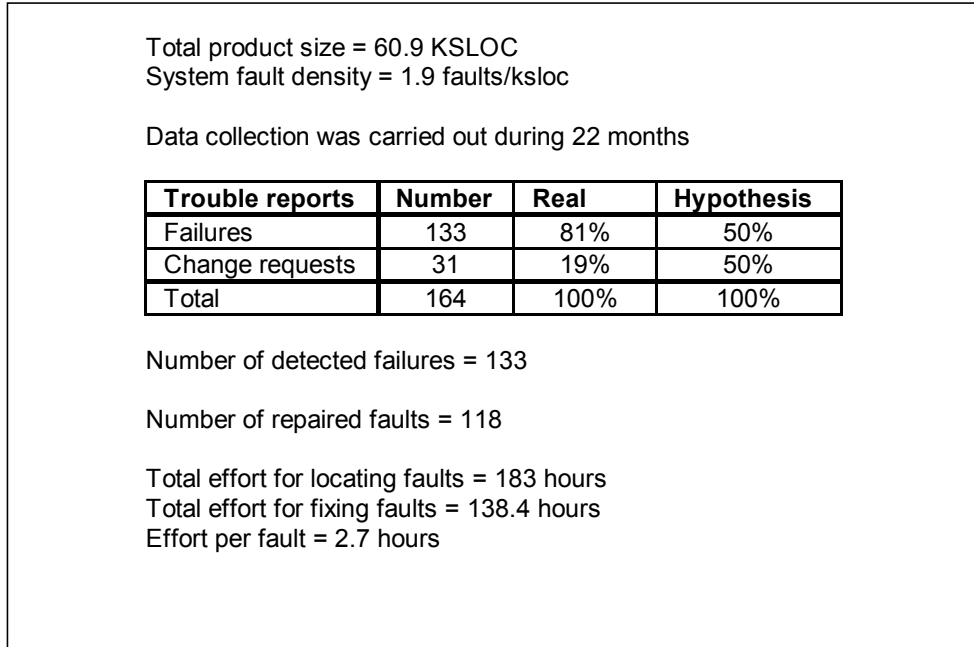 Total product size = 60.9 KSLOC
System fault density = 1.9 faults/ksloc
Data collection was carried out during 22 months
Trouble reports Number Real Hypothesis
Failures 133 81% 50%
Change requests 31 19% 50%
Total 164 100% 100%
Number of detected failures = 133
Number of repaired faults = 118
Total effort for locating faults = 183 hours
Total effort for fixing faults = 138.4 hours
Effort per fault = 2.7 hours